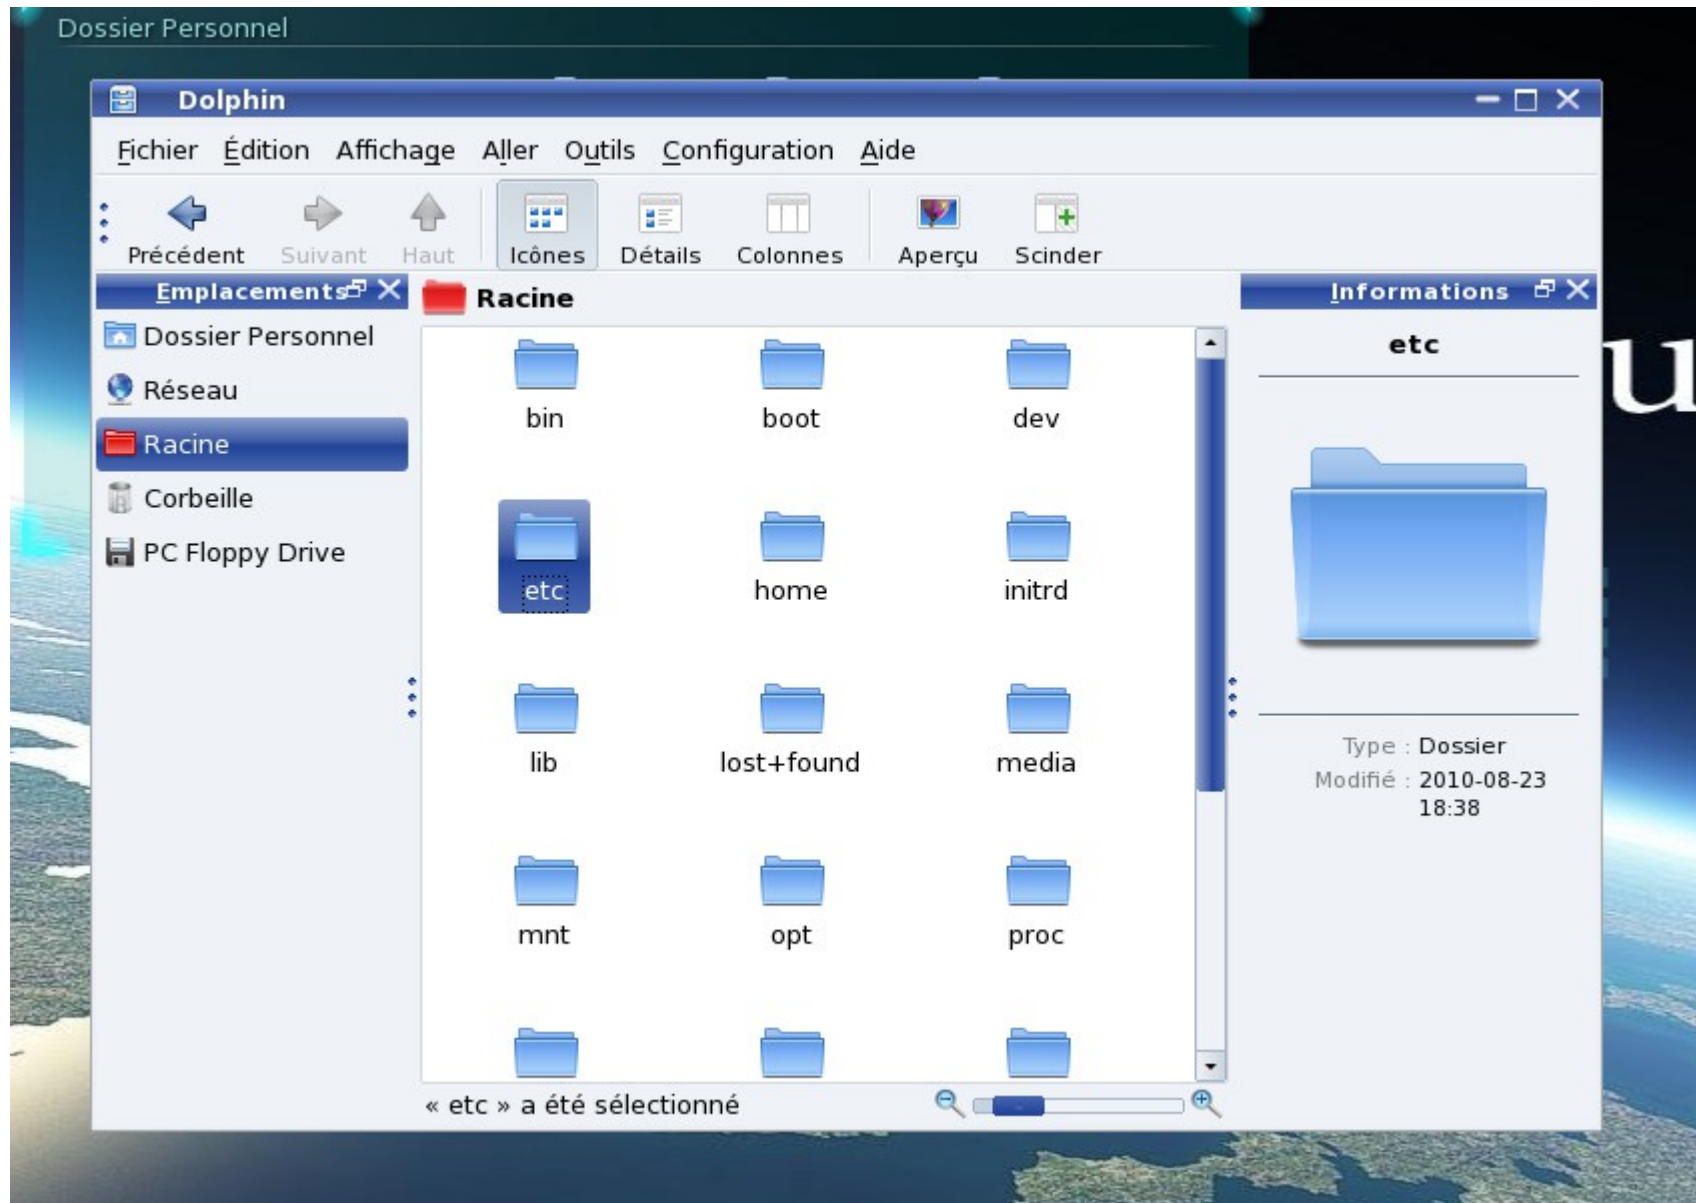 Dossier Personnel
Dolphin
Fichier Édition Affichage Aller Outils Configuration Aide
Précédent Suivant Haut Icônes Détails Colonnes Aperçu Scinder
Emplacements
Dossier Personnel
Réseau
Racine
Corbeille
PC Floppy Drive
Racine
bin boot dev
etc home initrd
lib lost+found media
mnt opt proc
« etc » a été sélectionné
Informations
etc
Type : Dossier
Modifié : 2010-08-23
18:38
u